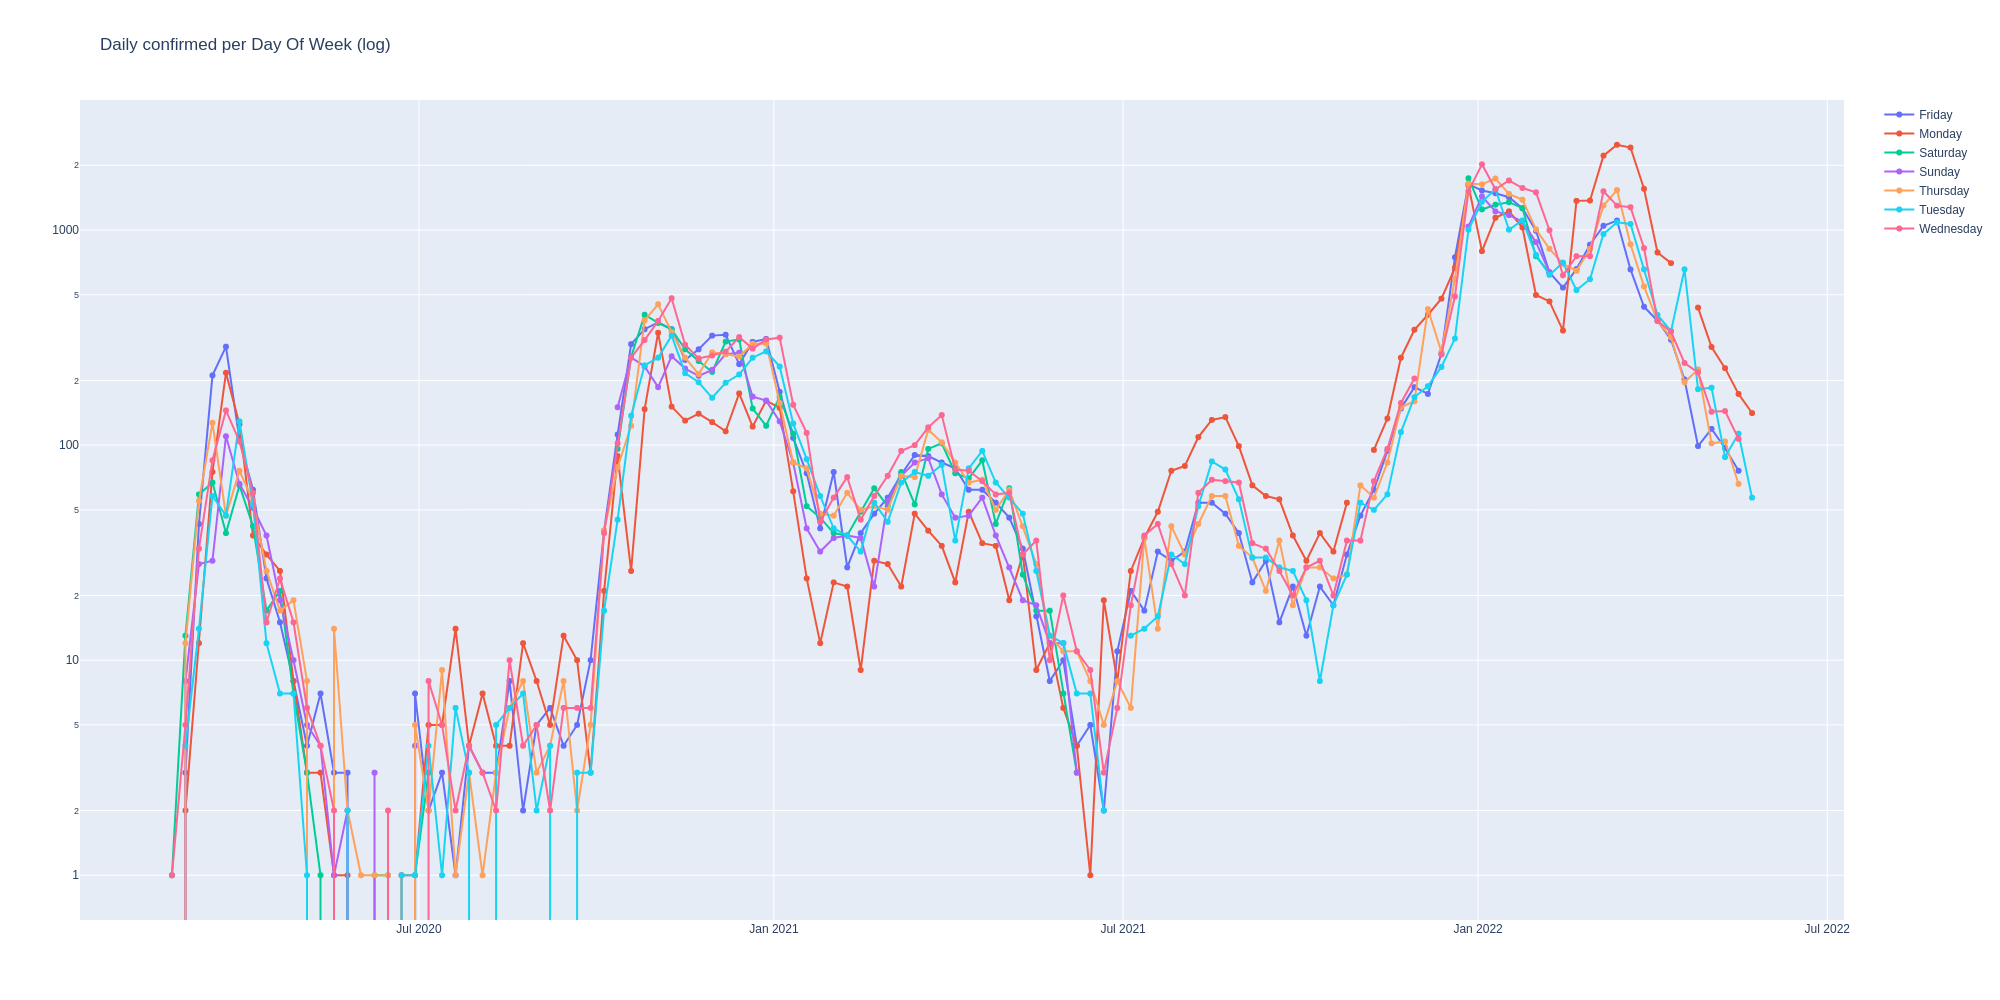 Daily confirmed per Day Of Week (log)
2
1000
5
2
100
5
2
10
5
2
1
Jul 2020
Jan 2021
Jul 2021
Jan 2022
Jul 2022
Friday
Monday
Saturday
Sunday
Thursday
Tuesday
Wednesday